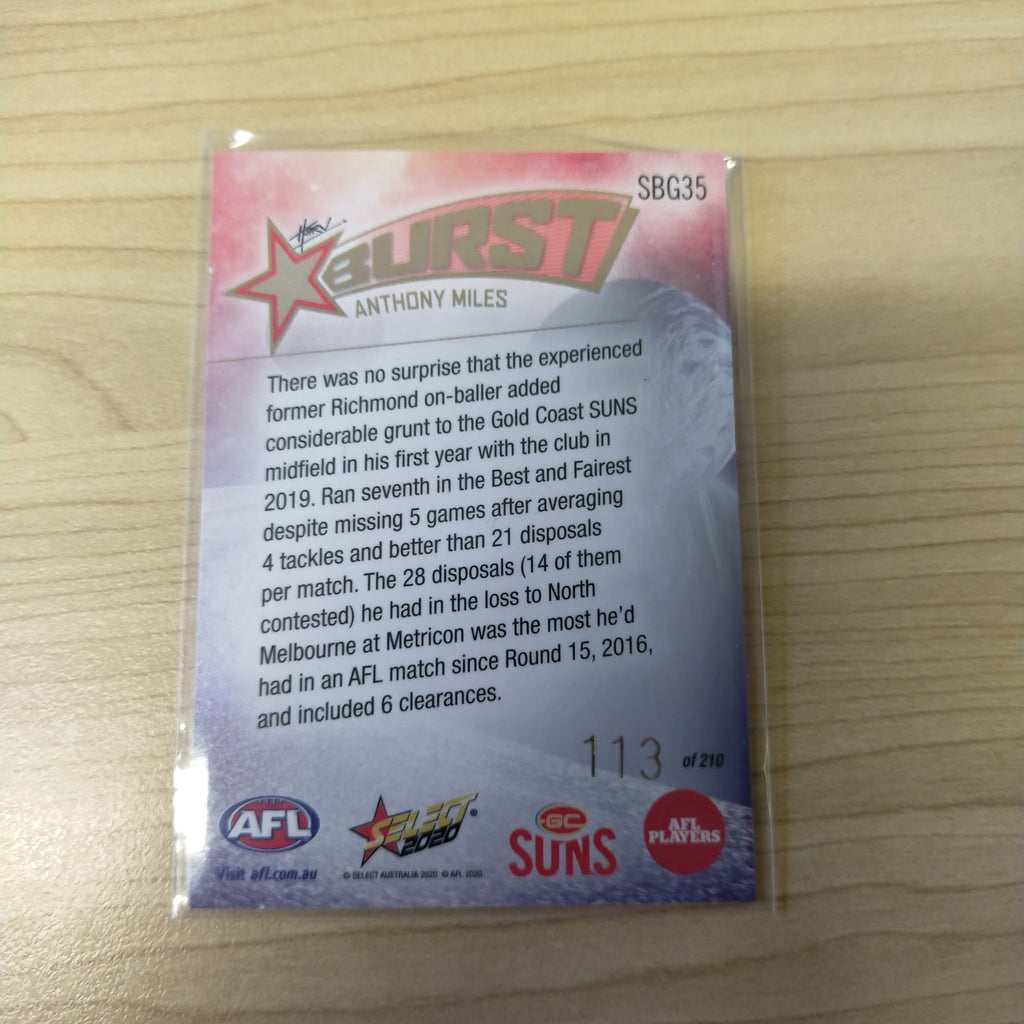 SBG35
BURST
ANTHONY MILES
There was no surprise that the experienced
former Richmond on-baller added
considerable grunt to the Gold Coast SUNS
midfield in his first year with the club in
2019. Ran seventh in the Best and Fairest
despite missing 5 games after averaging
4 tackles and better than 21 disposals
per match. The 28 disposals (14 of them
contested) he had in the loss to North
Melbourne at Metricon was the most he'd
had in an AFL match since Round 15, 2016,
and included 6 clearances.
113 of 210
AFL
Visit afl.com.au
SELECT
2020
© SELECT AUSTRALIA 2020 © AFL 2020
GC
SUNS
AFL
PLAYERS